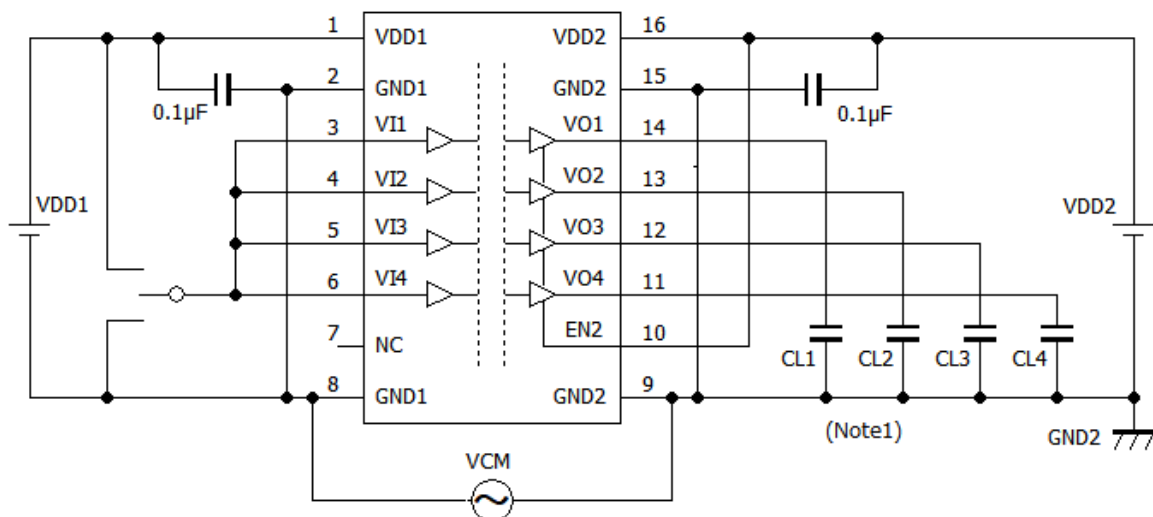 1 VDD1 VDD2 16
2 GND1 GND2 15
0.1μF 0.1μF
3 VI1 VO1 14
4 VI2 VO2 13
VDD1 VDD2
5 VI3 VO3 12
6 VI4 VO4 11
7 NC EN2 10
CL1 CL2 CL3 CL4
8 GND1 GND2 9
(Note1)
GND2
VCM